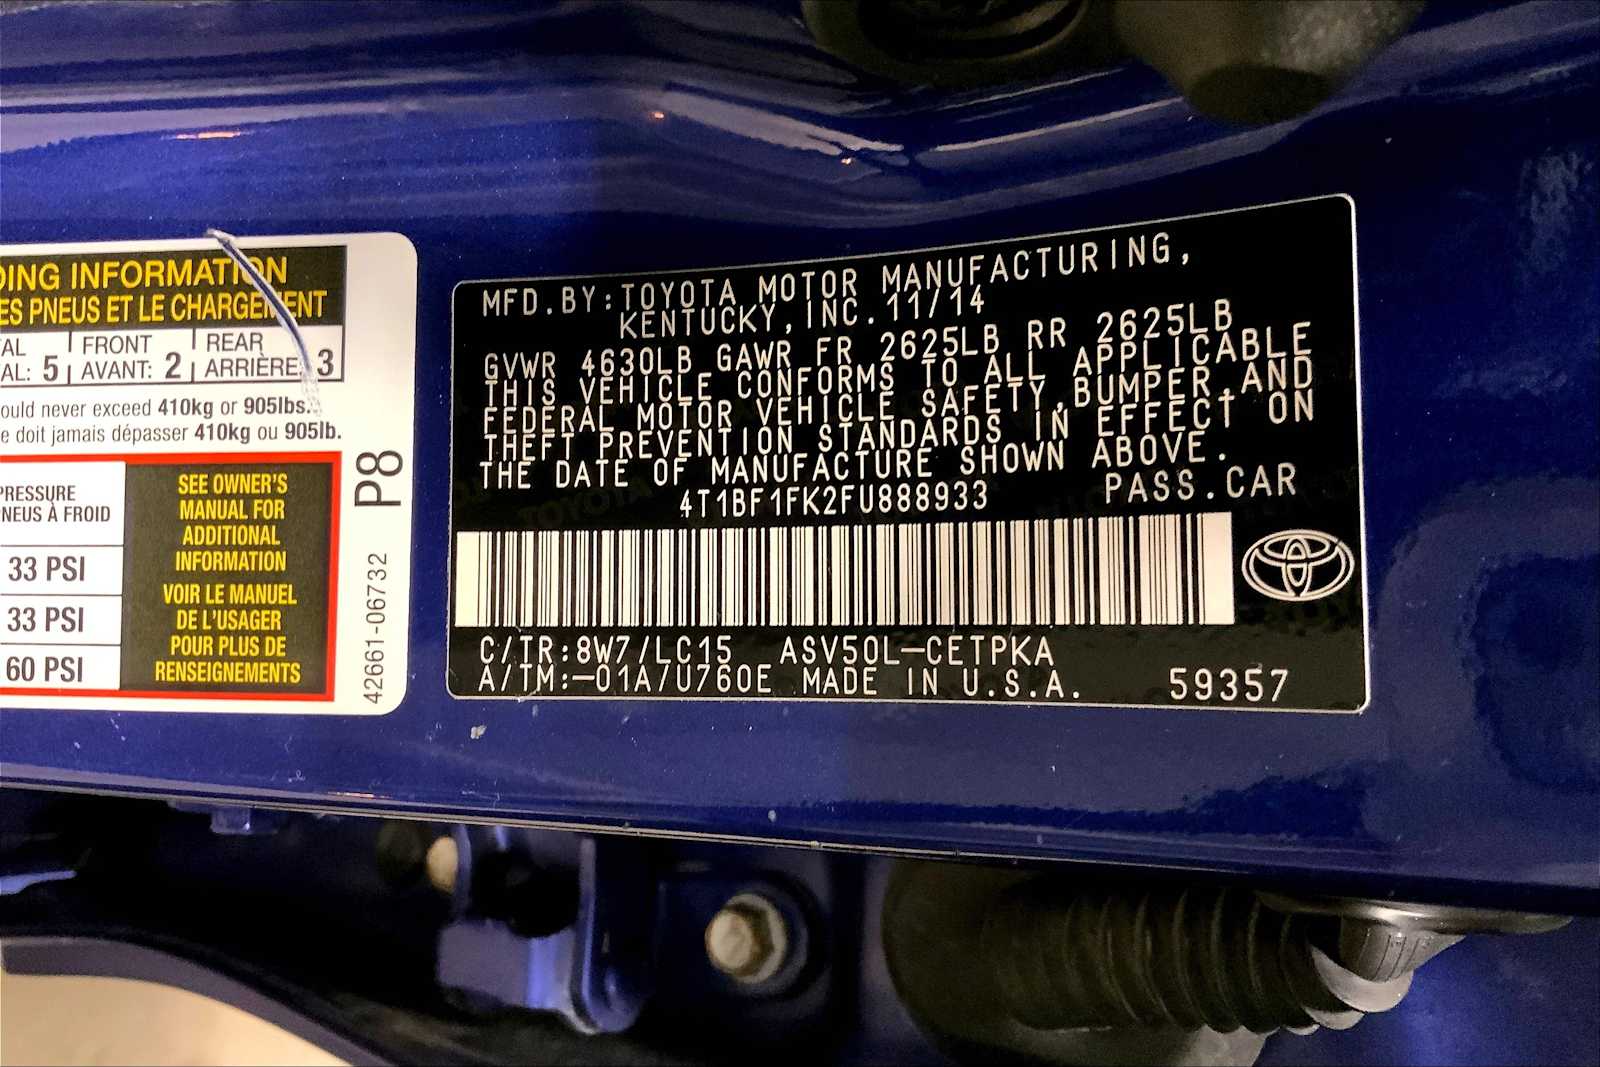 DING INFORMATION
ES PNEUS ET LE CHARGEMENT
AL: 5 FRONT AVANT: 2 REAR ARRIÈRE: 3
ould never exceed 410kg or 905lbs.
e doit jamais dépasser 410kg ou 905lb.
PRESSURE
NEUS À FROID
33 PSI
33 PSI
60 PSI
SEE OWNER'S
MANUAL FOR
ADDITIONAL
INFORMATION
VOIR LE MANUEL
DE L'USAGER
POUR PLUS DE
RENSEIGNEMENTS
P8
42661-06732
MFD.BY:TOYOTA MOTOR MANUFACTURING,
KENTUCKY,INC.11/14
GVWR 4630LB GAWR FR 2625LB RR 2625LB
THIS VEHICLE CONFORMS TO ALL APPLICABLE
FEDERAL MOTOR VEHICLE SAFETY,BUMPER,AND
THEFT PREVENTION STANDARDS IN EFFECT ON
THE DATE OF MANUFACTURE SHOWN ABOVE.
4T1BF1FK2FU888933 PASS.CAR
C/TR:8W7/LC15 ASV50L-CETPKA
A/TM:-01A/U760E MADE IN U.S.A. 59357